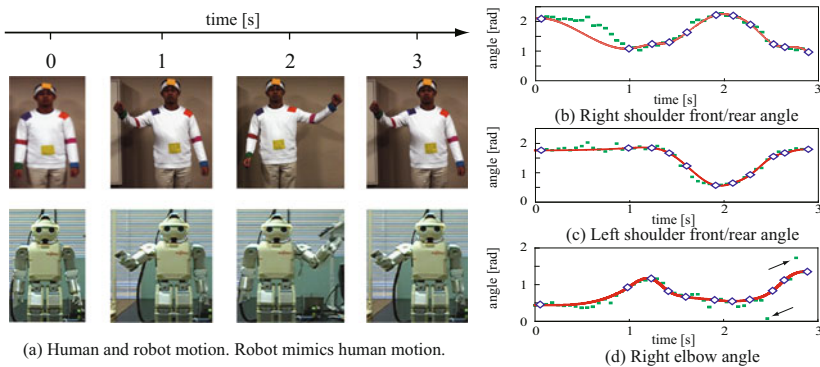 time [s]
0 1 2 3
(a) Human and robot motion. Robot mimics human motion.
angle [rad]
2
1
0
0 1 2 3
time [s]
(b) Right shoulder front/rear angle
angle [rad]
2
1
0
0 1 2 3
time [s]
(c) Left shoulder front/rear angle
angle [rad]
2
1
0
0 1 2 3
time [s]
(d) Right elbow angle